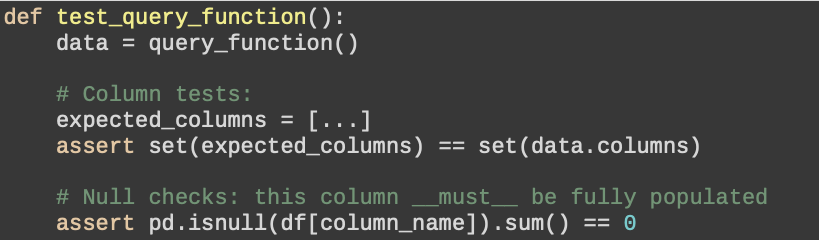 def test_query_function():
    data = query_function()
    # Column tests:
    expected_columns = [...]
    assert set(expected_columns) == set(data.columns)
    # Null checks: this column __must__ be fully populated
    assert pd.isnull(df[column_name]).sum() == 0